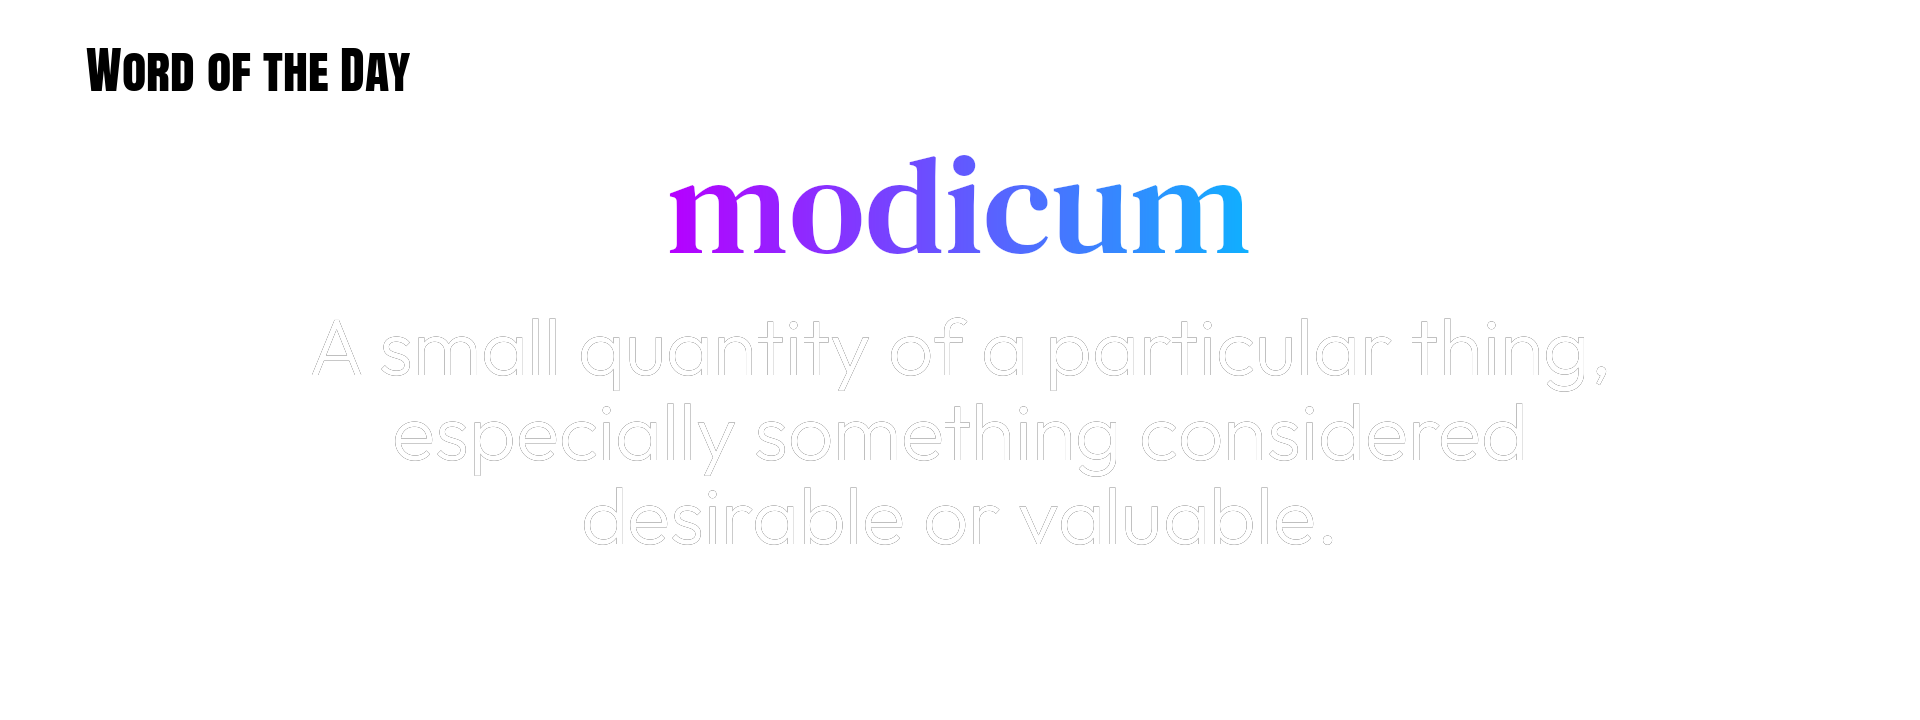 Word of the Day
modicum
A small quantity of a particular thing,
especially something considered
desirable or valuable.